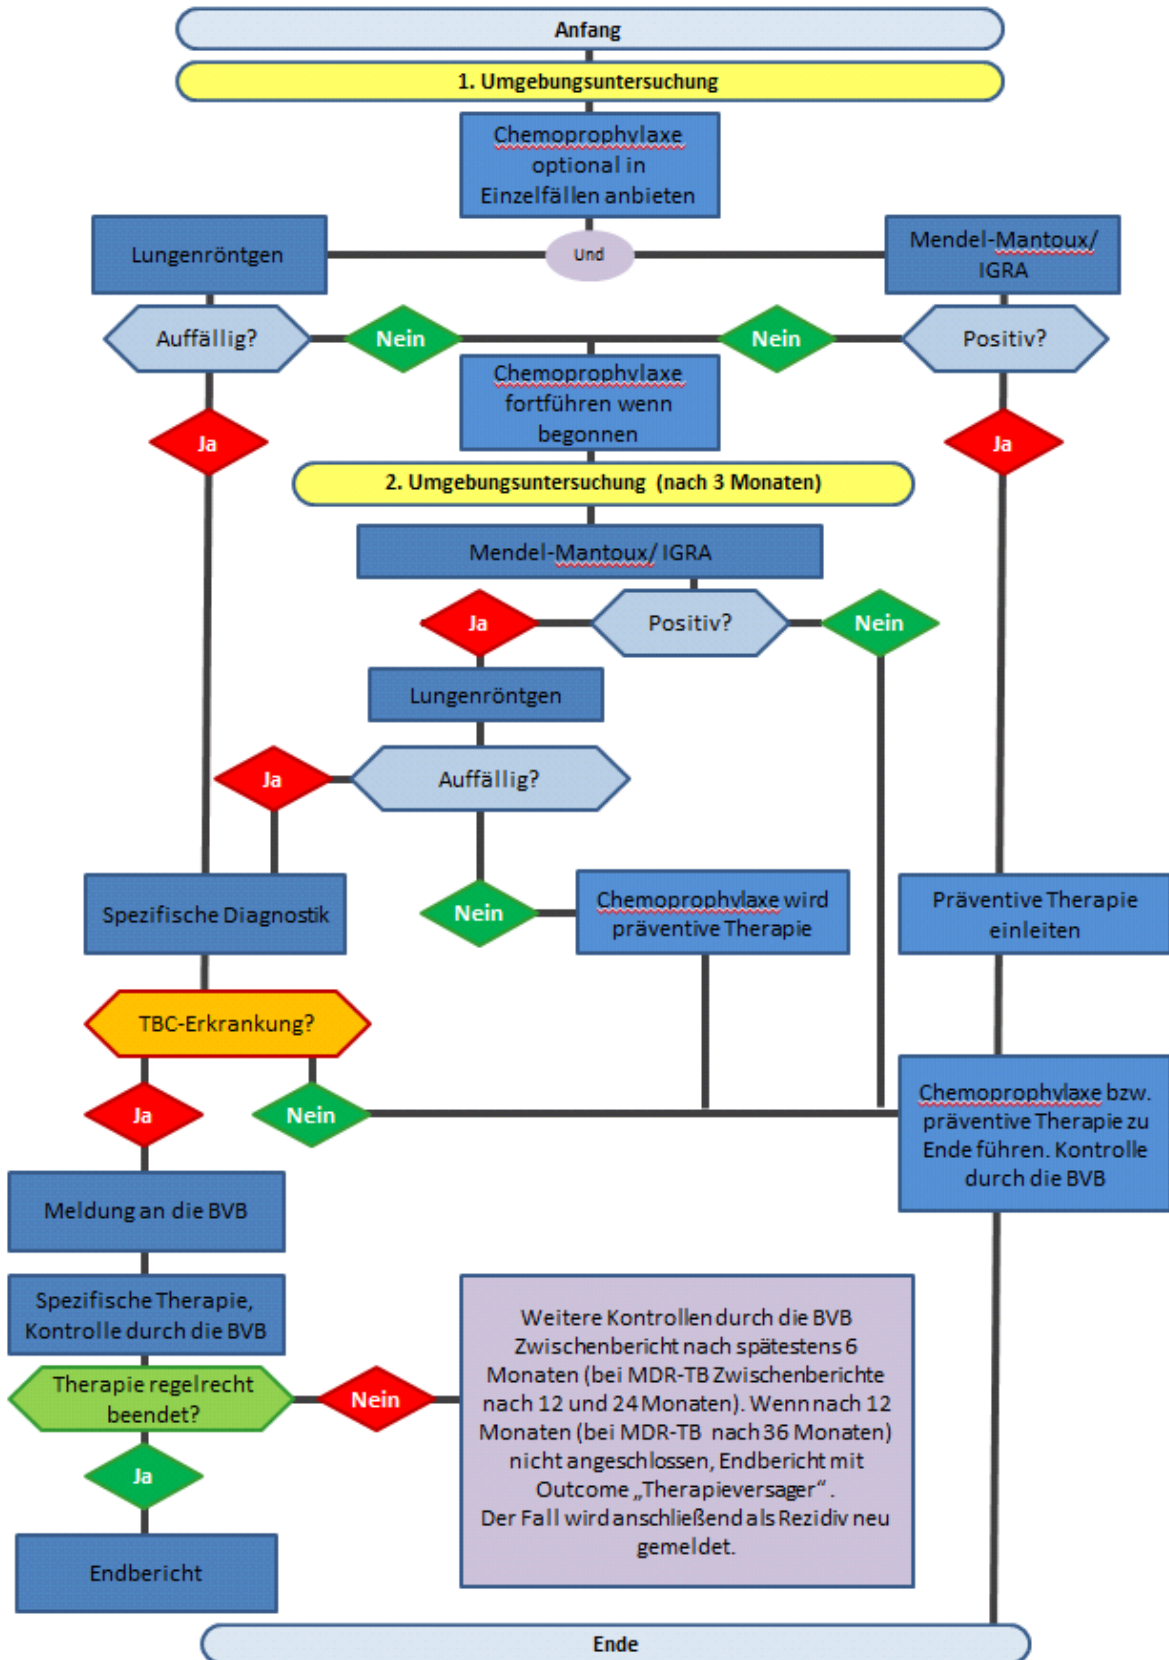 Anfang
1. Umgebungsuntersuchung
Chemoprophylaxe
optional in
Einzelfällen anbieten
Lungenröntgen
Und
Mendel-Mantoux/
IGRA
Auffällig?
Nein
Nein
Positiv?
Chemoprophylaxe
fortführen wenn
begonnen
Ja
Ja
2. Umgebungsuntersuchung (nach 3 Monaten)
Mendel-Mantoux/ IGRA
Ja
Positiv?
Nein
Lungenröntgen
Ja
Auffällig?
Spezifische Diagnostik
Nein
Chemoprophylaxe wird
präventive Therapie
Präventive Therapie
einleiten
TBC-Erkrankung?
Ja
Nein
Chemoprophylaxe bzw.
präventive Therapie zu
Ende führen. Kontrolle
durch die BVB
Meldung an die BVB
Spezifische Therapie,
Kontrolle durch die BVB
Therapie regelrecht
beendet?
Nein
Weitere Kontrollen durch die BVB
Zwischenbericht nach spätestens 6
Monaten (bei MDR-TB Zwischenberichte
nach 12 und 24 Monaten). Wenn nach 12
Monaten (bei MDR-TB nach 36 Monaten)
nicht angeschlossen, Endbericht mit
Outcome „Therapieversager“ .
Der Fall wird anschließend als Rezidiv neu
gemeldet.
Ja
Endbericht
Ende